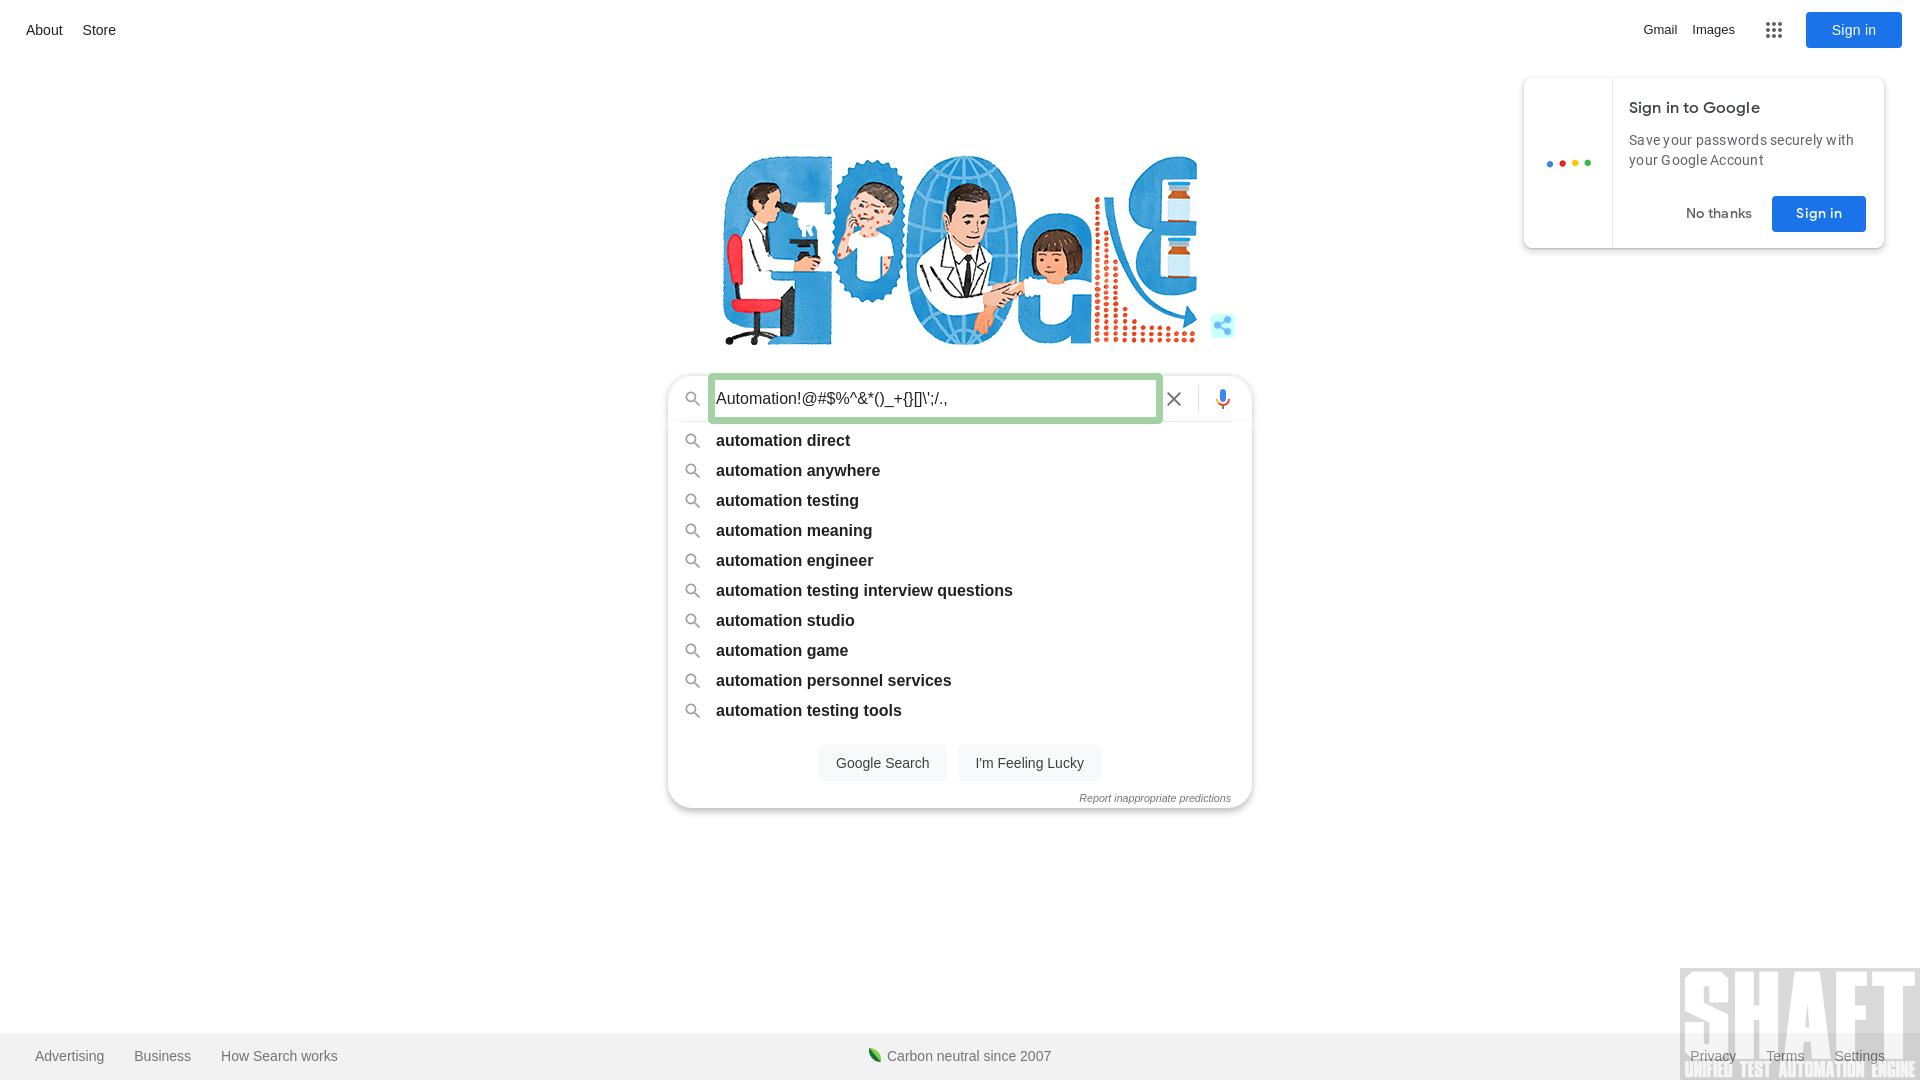 About Store
Gmail Images
Sign in
Sign in to Google
Save your passwords securely with
your Google Account
No thanks Sign in
Google
Automation!@#$%^&*()_+{}[]\';/.,
automation direct
automation anywhere
automation testing
automation meaning
automation engineer
automation testing interview questions
automation studio
automation game
automation personnel services
automation testing tools
Google Search I'm Feeling Lucky
Report inappropriate predictions
SHAFT
UNIFIED TEST AUTOMATION ENGINE
Advertising Business How Search works
Carbon neutral since 2007
Privacy Terms Settings